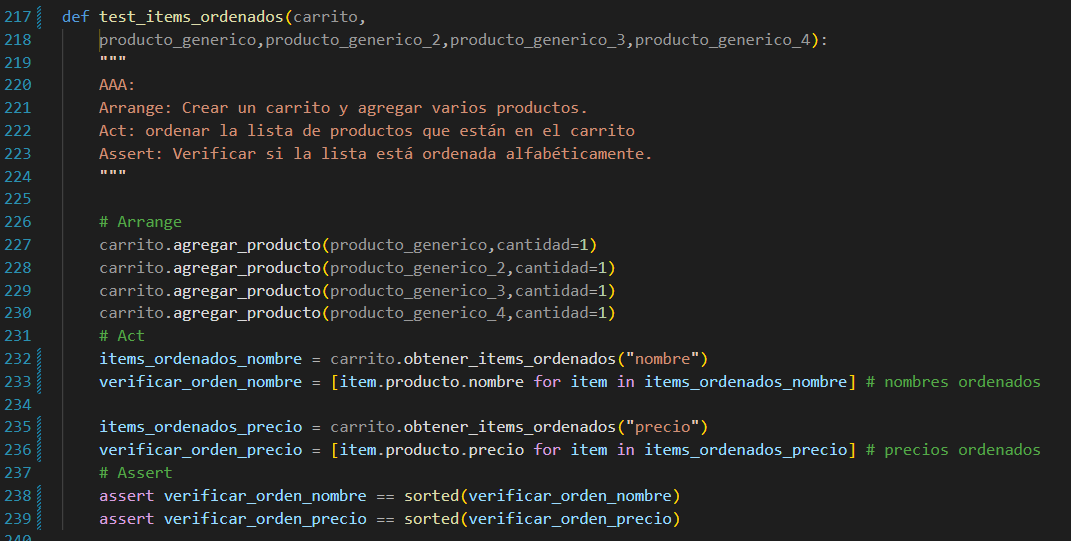 217 def test_items_ordenados(carrito,
218 producto_generico,producto_generico_2,producto_generico_3,producto_generico_4):
219 """
220 AAA:
221 Arrange: Crear un carrito y agregar varios productos.
222 Act: ordenar la lista de productos que están en el carrito
223 Assert: Verificar si la lista está ordenada alfabéticamente.
224 """
225
226 # Arrange
227 carrito.agregar_producto(producto_generico,cantidad=1)
228 carrito.agregar_producto(producto_generico_2,cantidad=1)
229 carrito.agregar_producto(producto_generico_3,cantidad=1)
230 carrito.agregar_producto(producto_generico_4,cantidad=1)
231 # Act
232 items_ordenados_nombre = carrito.obtener_items_ordenados("nombre")
233 verificar_orden_nombre = [item.producto.nombre for item in items_ordenados_nombre] # nombres ordenados
234
235 items_ordenados_precio = carrito.obtener_items_ordenados("precio")
236 verificar_orden_precio = [item.producto.precio for item in items_ordenados_precio] # precios ordenados
237 # Assert
238 assert verificar_orden_nombre == sorted(verificar_orden_nombre)
239 assert verificar_orden_precio == sorted(verificar_orden_precio)
240